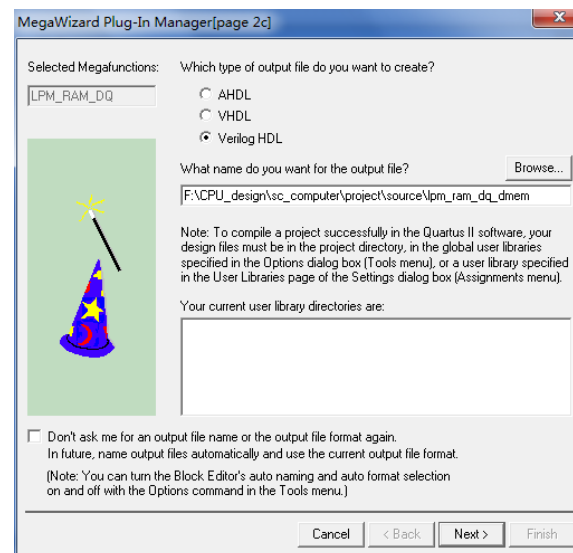 MegaWizard Plug-In Manager[page 2c]
Selected Megafunctions:
LPM_RAM_DQ
Which type of output file do you want to create?
AHDL
VHDL
Verilog HDL
What name do you want for the output file?
Browse...
F:\CPU_design\sc_computer\project\source\lpm_ram_dq_dmem
Note: To compile a project successfully in the Quartus II software, your
design files must be in the project directory, in the global user libraries
specified in the Options dialog box (Tools menu), or a user library specified
in the User Libraries page of the Settings dialog box (Assignments menu).
Your current user library directories are:
Don't ask me for an output file name or the output file format again.
In future, name output files automatically and use the current output file format.
(Note: You can turn the Block Editor's auto naming and auto format selection
on and off with the Options command in the Tools menu.)
Cancel
< Back
Next >
Finish